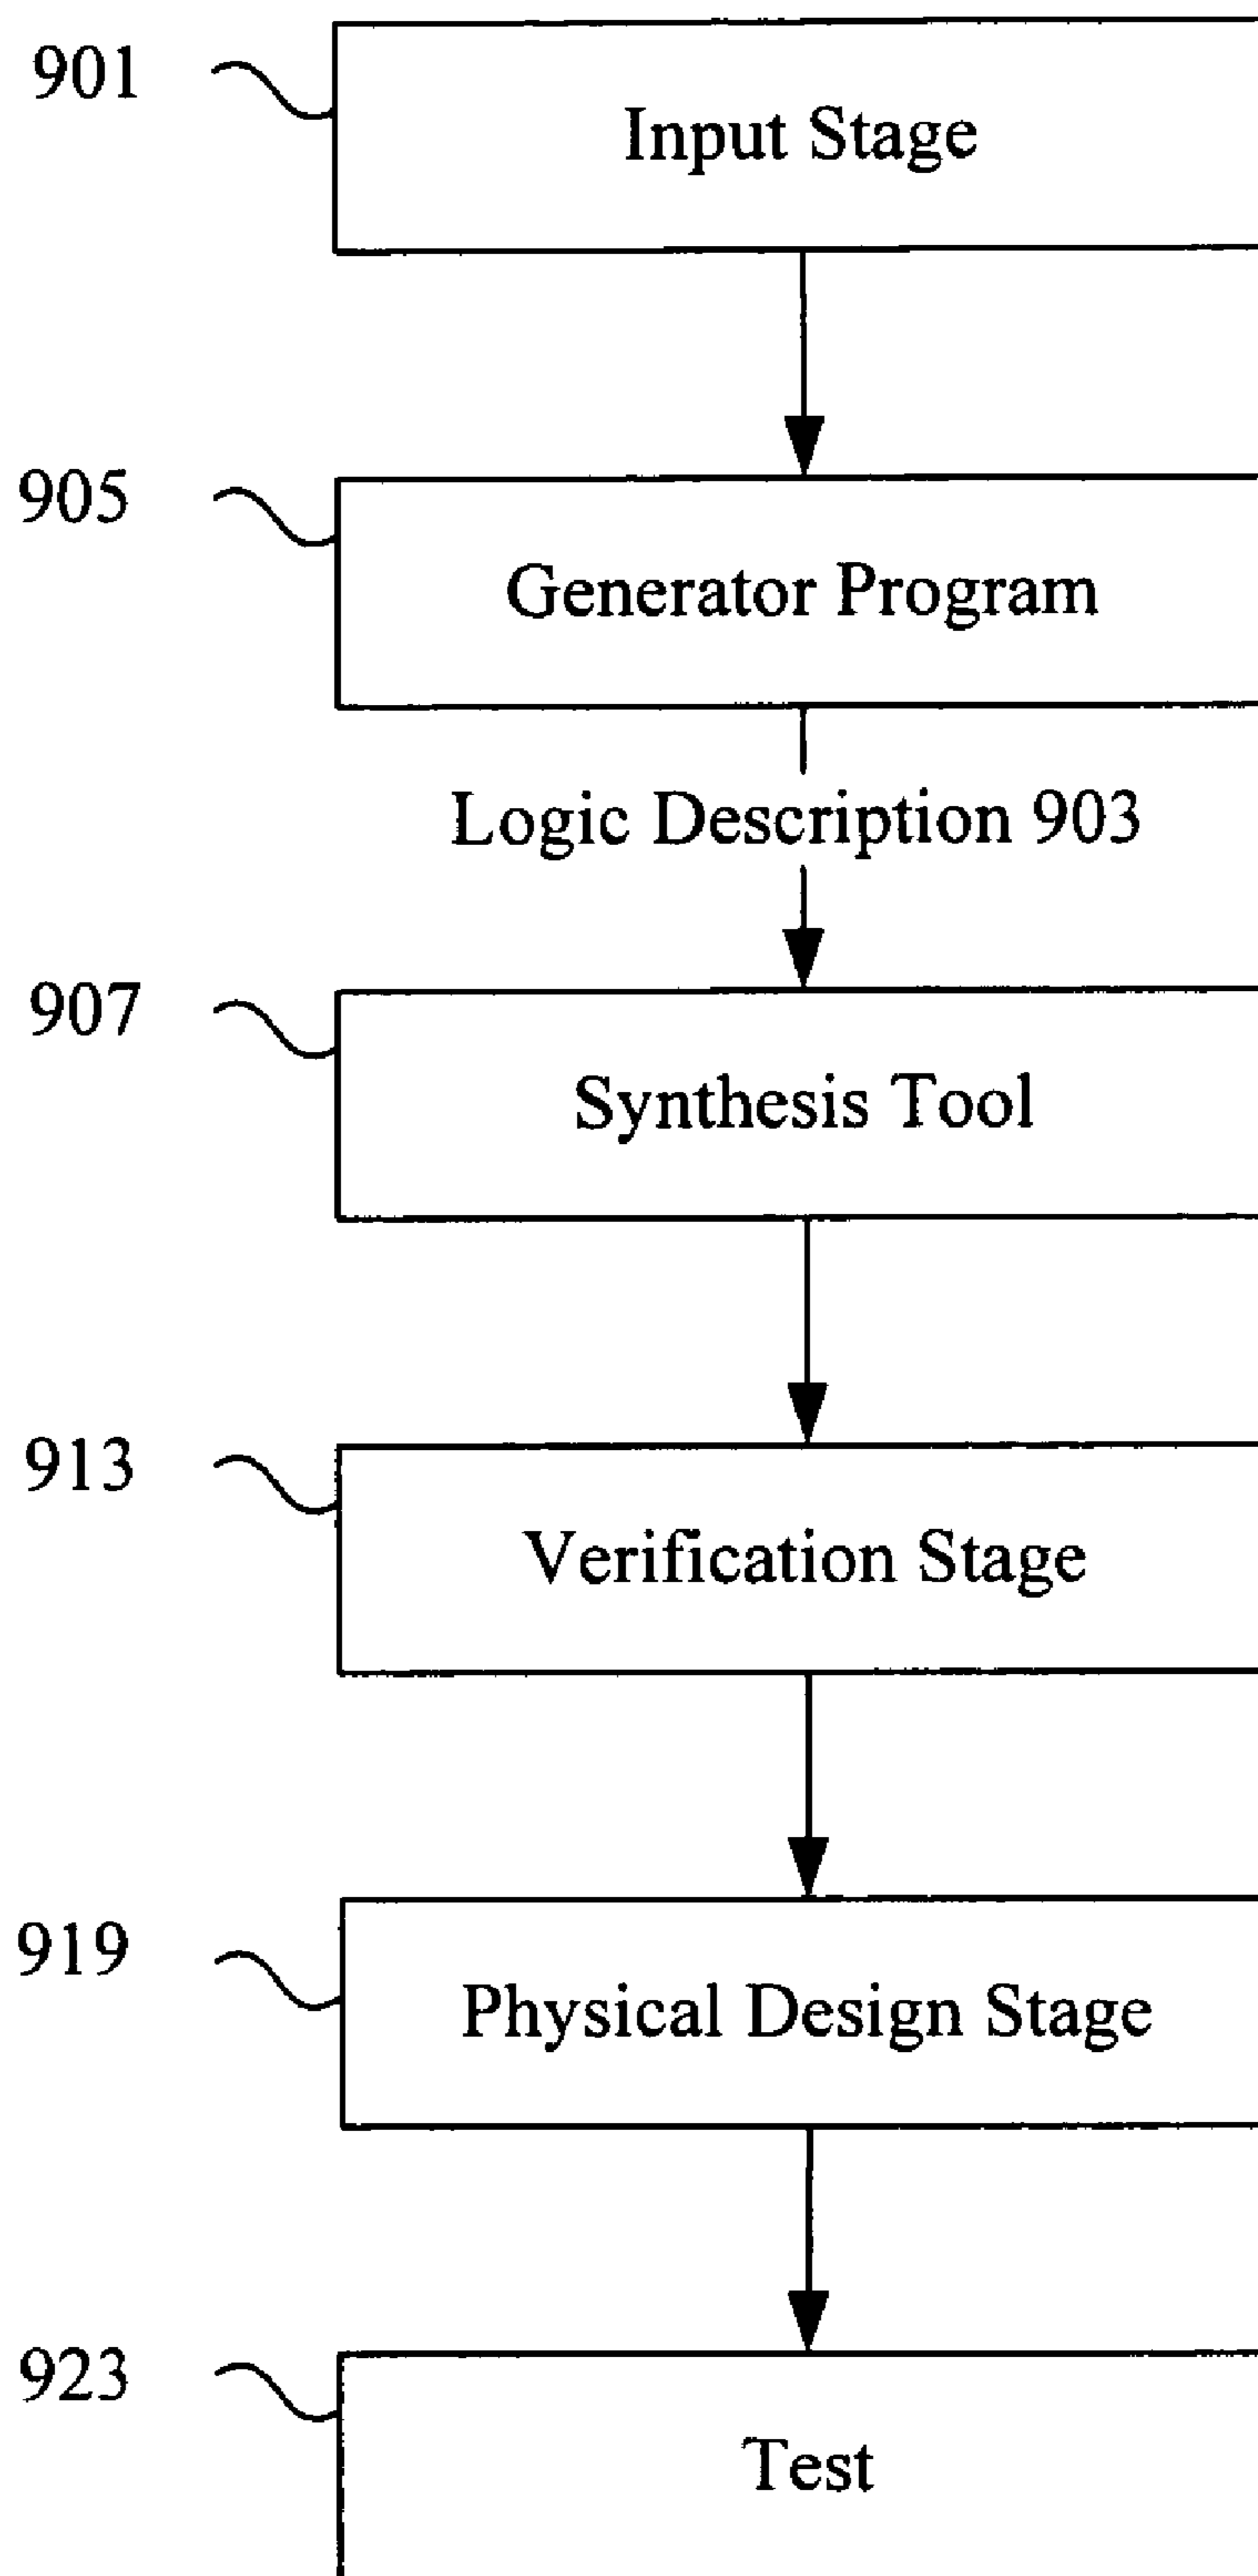 901
Input Stage
905
Generator Program
Logic Description 903
907
Synthesis Tool
913
Verification Stage
919
Physical Design Stage
923
Test